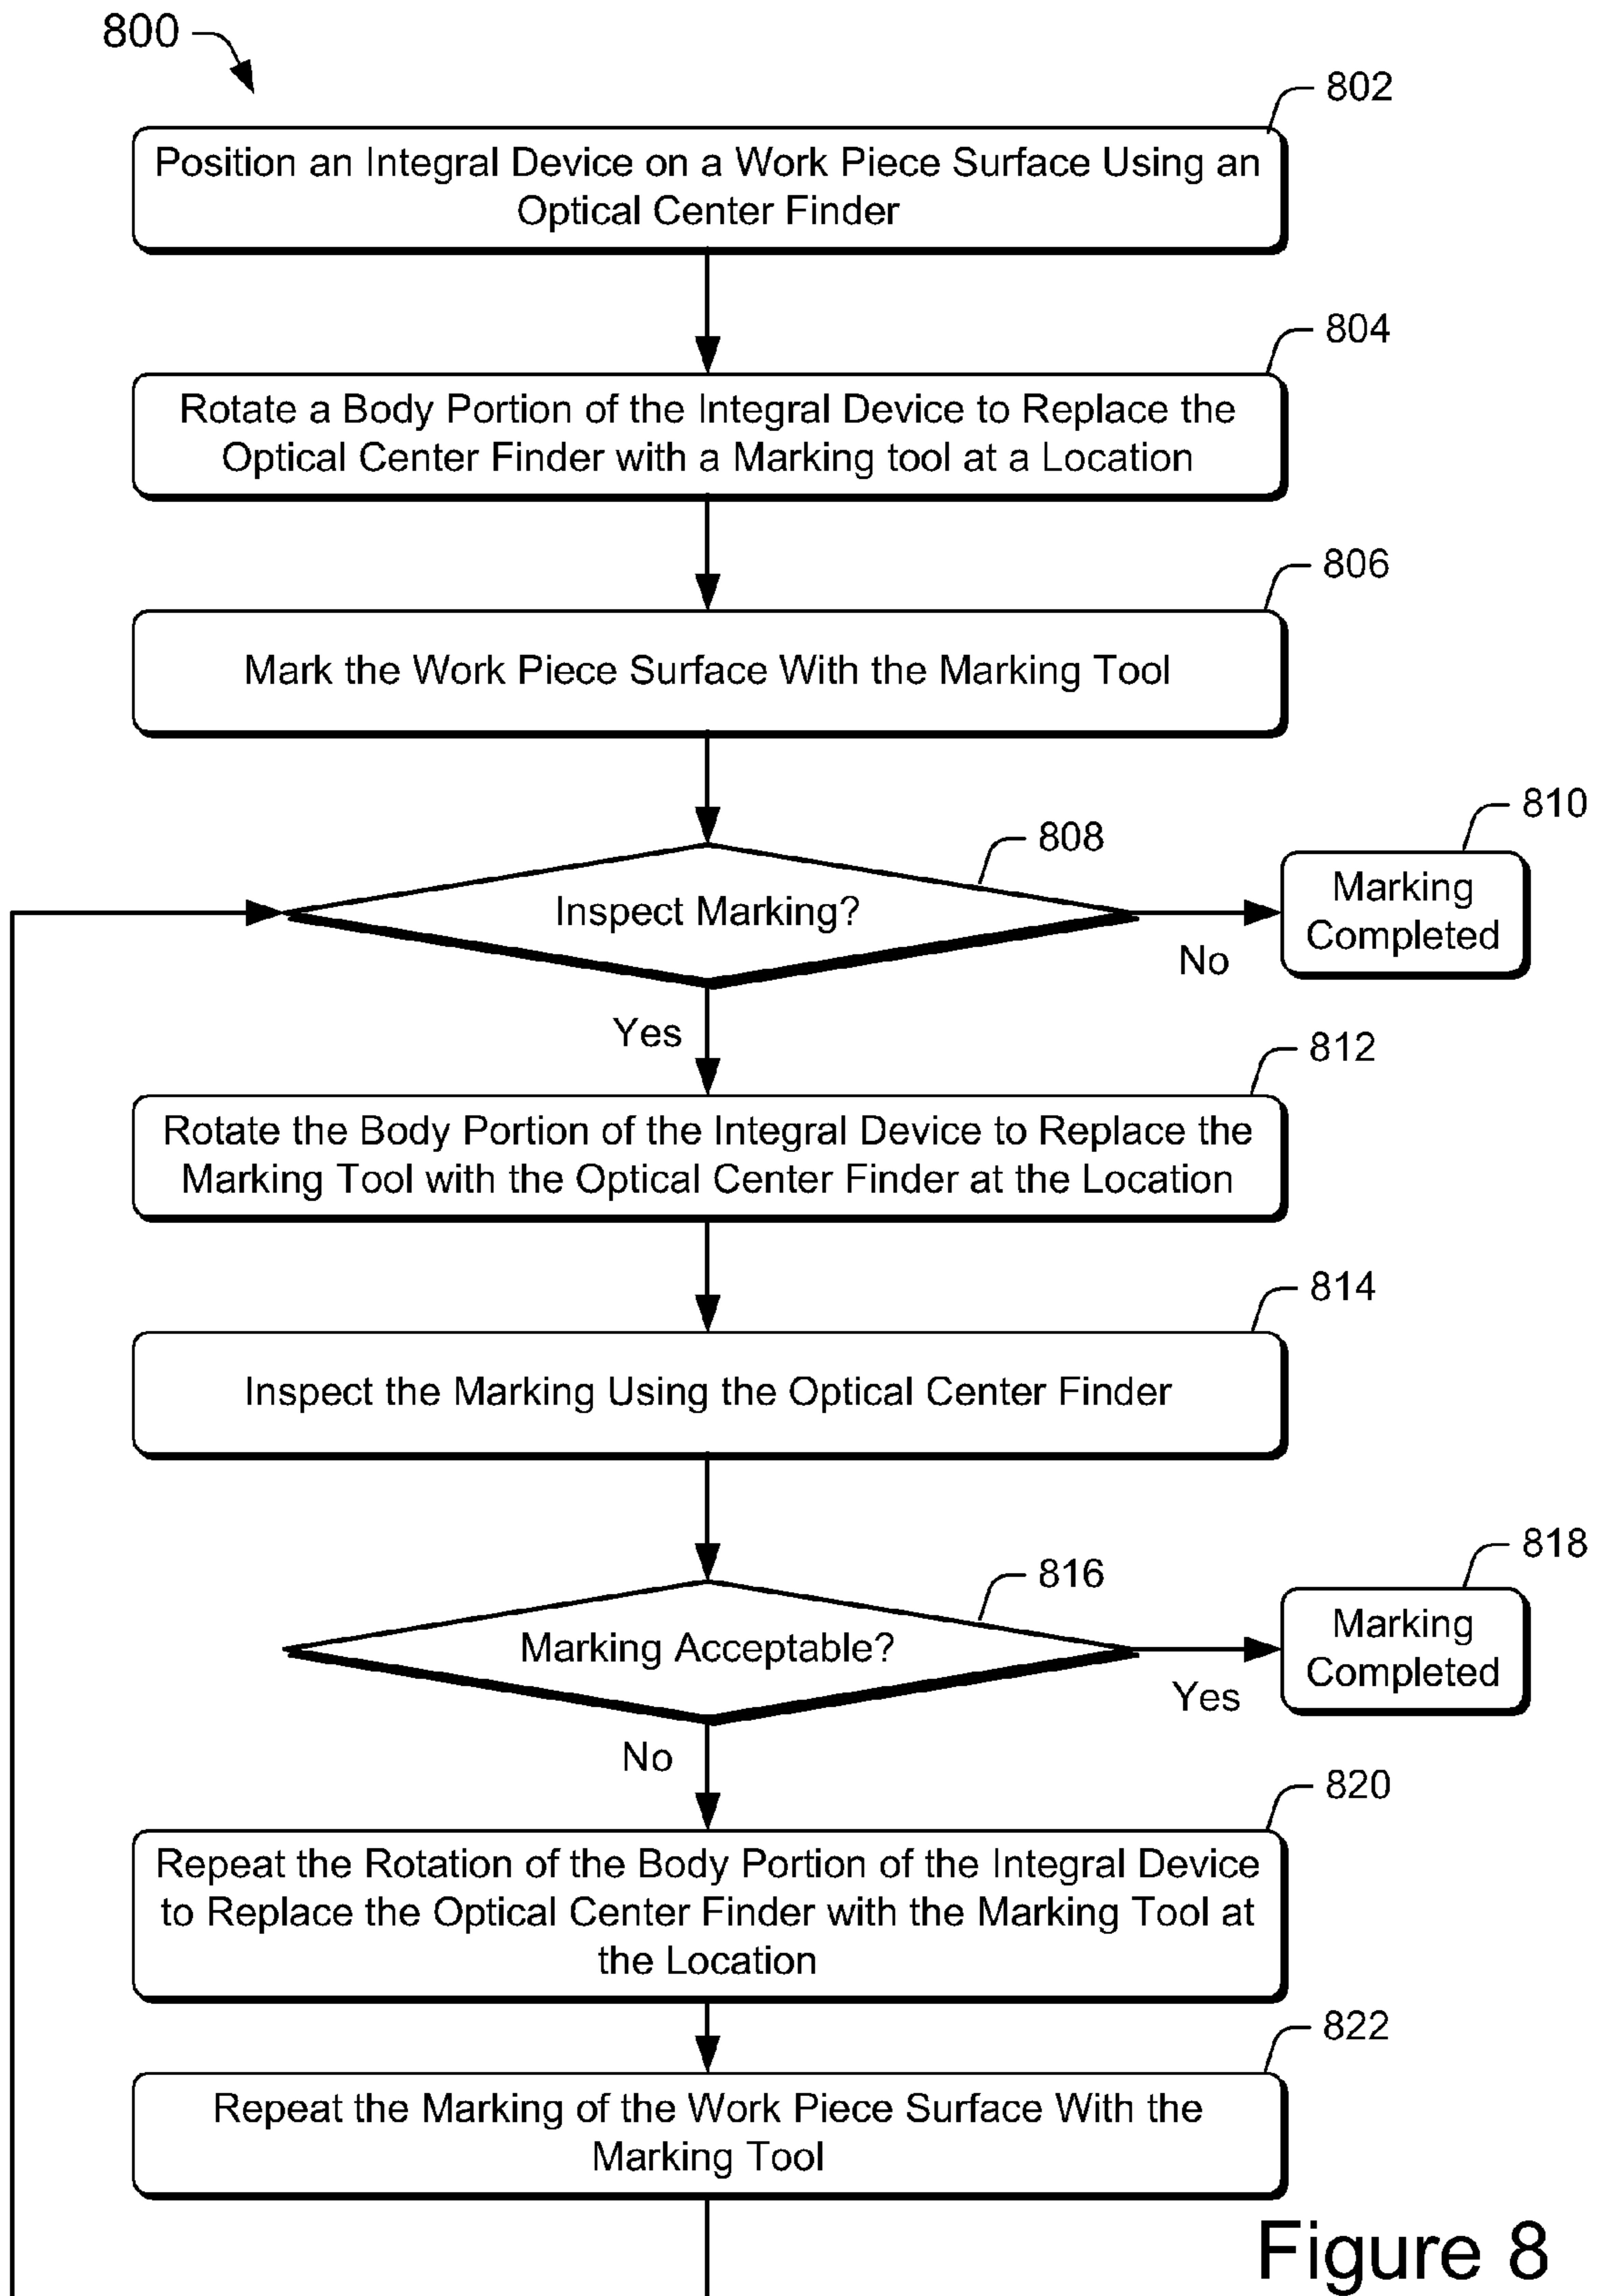 800
802
Position an Integral Device on a Work Piece Surface Using an
Optical Center Finder
804
Rotate a Body Portion of the Integral Device to Replace the
Optical Center Finder with a Marking tool at a Location
806
Mark the Work Piece Surface With the Marking Tool
808
Inspect Marking?
810
Marking
Completed
No
Yes
812
Rotate the Body Portion of the Integral Device to Replace the
Marking Tool with the Optical Center Finder at the Location
814
Inspect the Marking Using the Optical Center Finder
816
Marking Acceptable?
818
Marking
Completed
Yes
No
820
Repeat the Rotation of the Body Portion of the Integral Device
to Replace the Optical Center Finder with the Marking Tool at
the Location
822
Repeat the Marking of the Work Piece Surface With the
Marking Tool
Figure 8